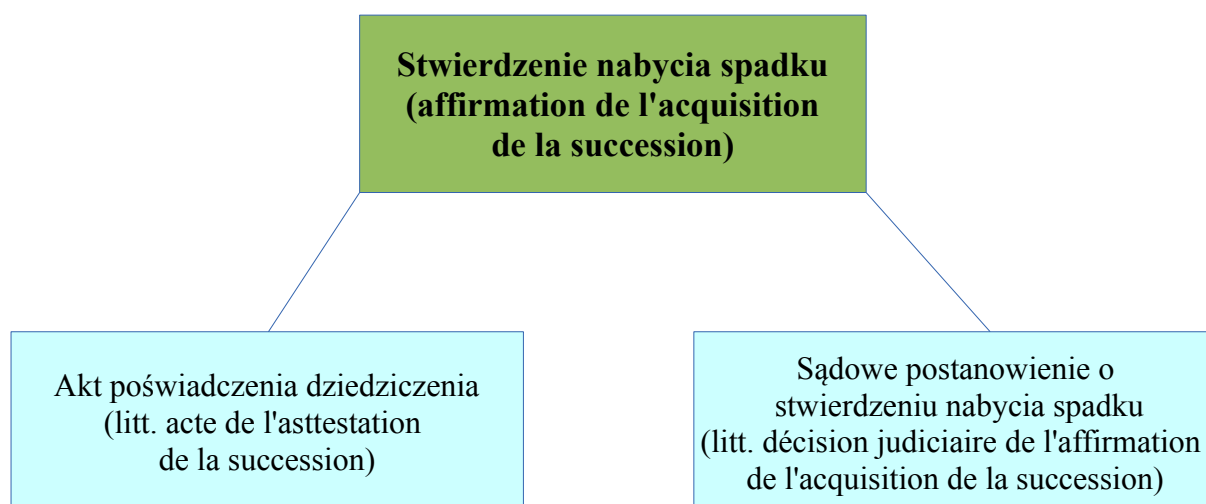 Stwierdzenie nabycia spadku
(affirmation de l'acquisition
de la succession)
Akt poświadczenia dziedziczenia
(litt. acte de l'asttestation
de la succession)
Sądowe postanowienie o
stwierdzeniu nabycia spadku
(litt. décision judiciaire de l'affirmation
de l'acquisition de la succession)